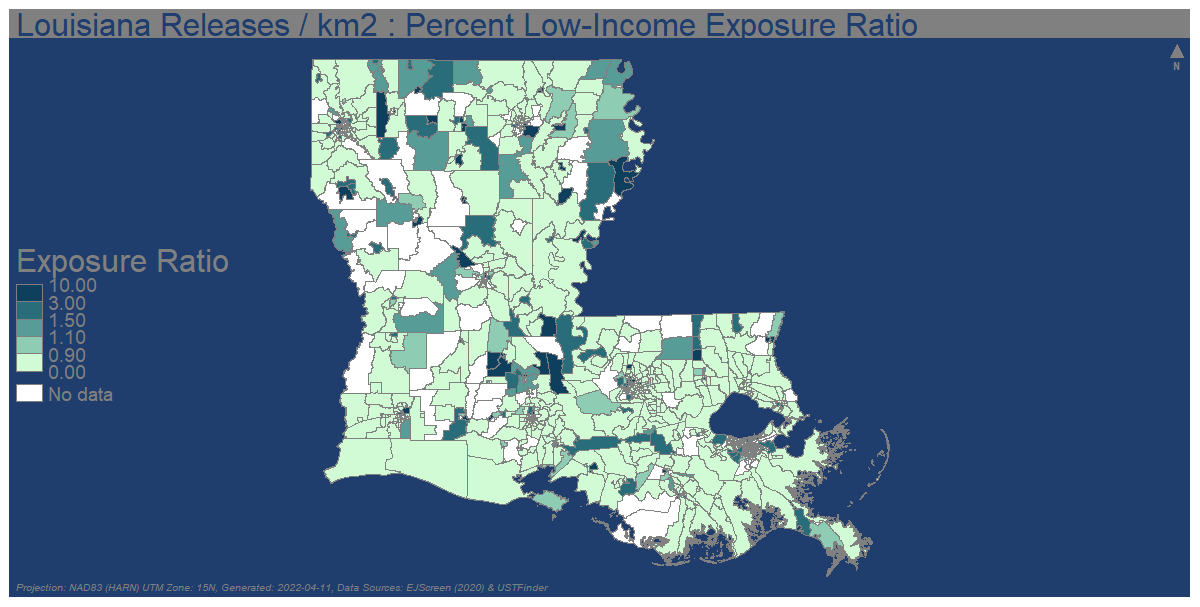 Louisiana Releases / km2 : Percent Low-Income Exposure Ratio
N
Exposure Ratio
10.00
3.00
1.50
1.10
0.90
0.00
No data
Projection: NAD83 (HARN) UTM Zone: 15N, Generated: 2022-04-11, Data Sources: EJScreen (2020) & USTFinder